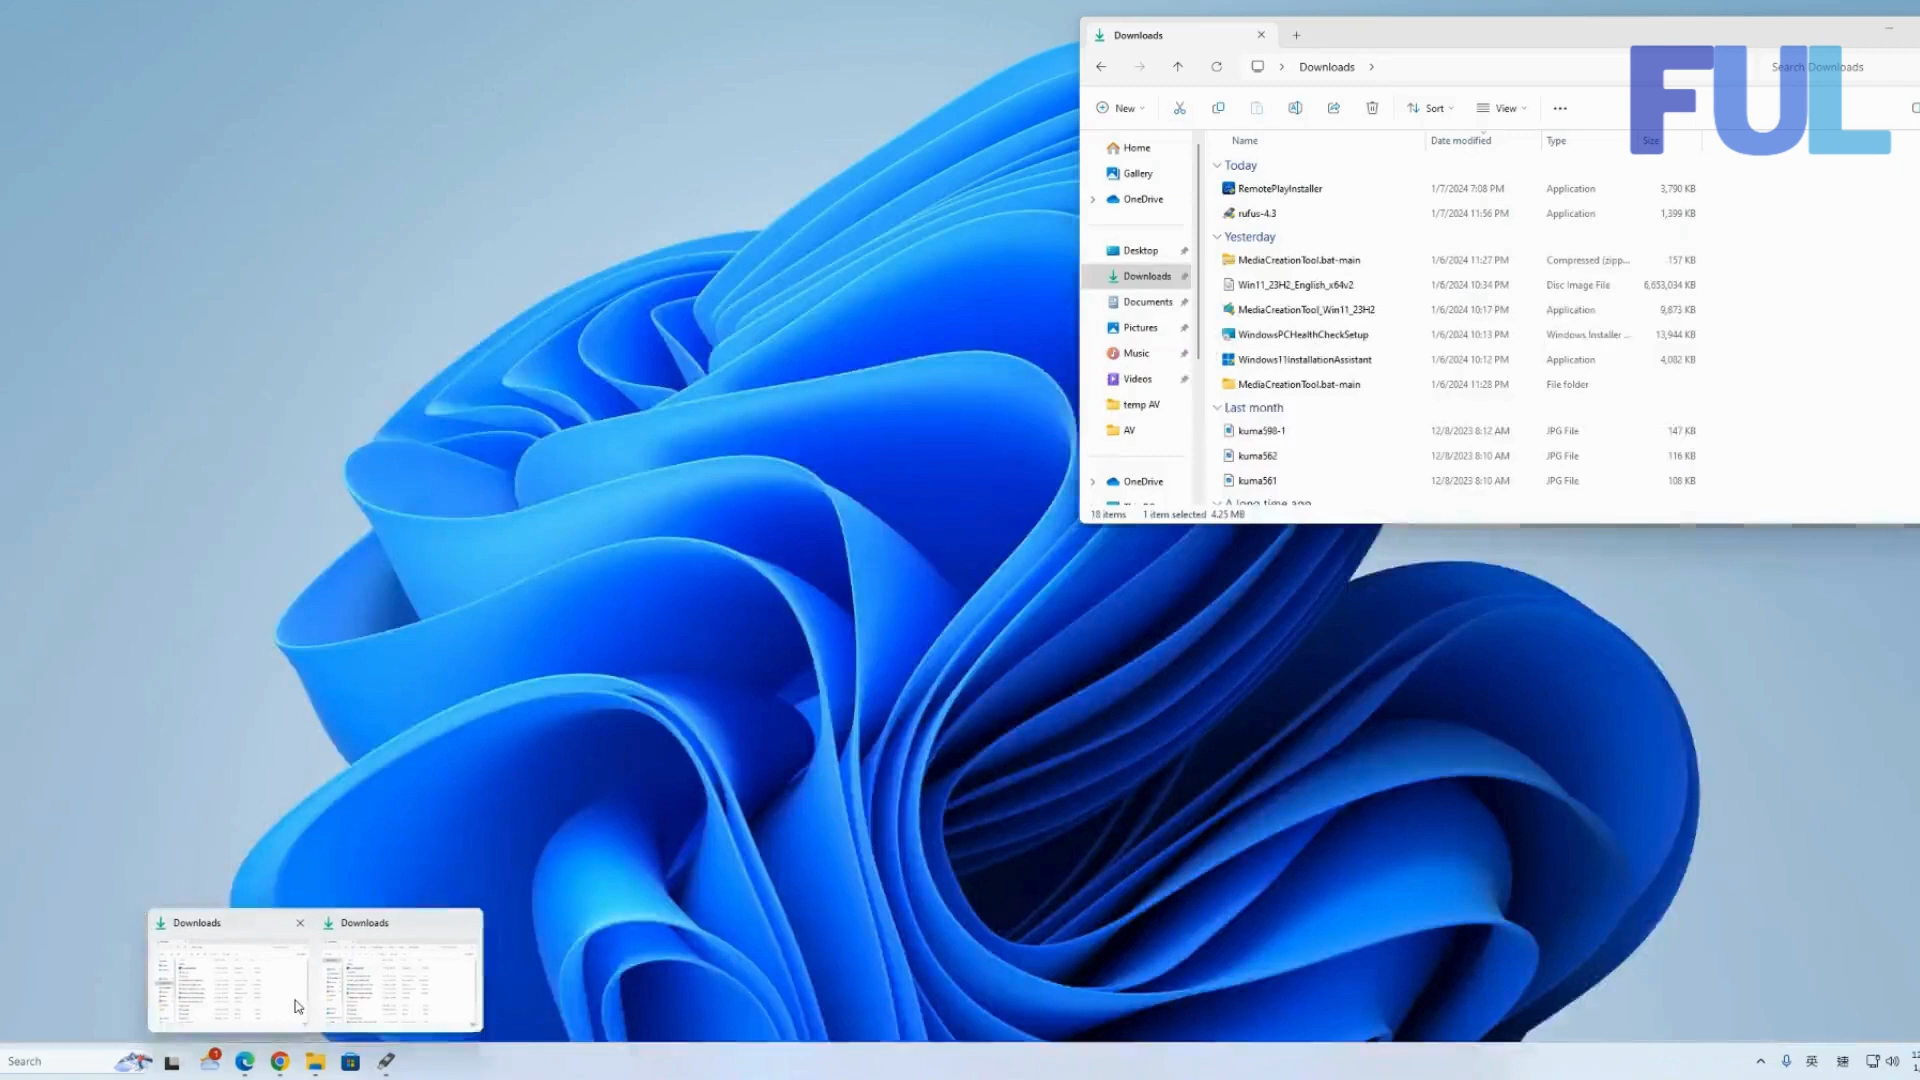 Downloads
FUL
Downloads
Search Downloads
New
Sort
View
Name
Date modified
Type
Size
Home
Gallery
OneDrive
Desktop
Downloads
Documents
Pictures
Music
Videos
temp AV
AV
OneDrive
Today
RemotePlayInstaller 1/7/2024 7:08 PM Application 3,790 KB
rufus-4.3 1/7/2024 11:56 PM Application 1,399 KB
Yesterday
MediaCreationTool.bat-main 1/6/2024 11:27 PM Compressed (zipp... 157 KB
Win11_23H2_English_x64v2 1/6/2024 10:34 PM Disc Image File 6,653,034 KB
MediaCreationTool_Win11_23H2 1/6/2024 10:17 PM Application 9,873 KB
WindowsPCHealthCheckSetup 1/6/2024 10:13 PM Windows Installer ... 13,944 KB
Windows11InstallationAssistant 1/6/2024 10:12 PM Application 4,082 KB
MediaCreationTool.bat-main 1/6/2024 11:28 PM File folder
Last month
kuma598-1 12/8/2023 8:12 AM JPG File 147 KB
kuma562 12/8/2023 8:10 AM JPG File 116 KB
kuma561 12/8/2023 8:10 AM JPG File 108 KB
A long time ago
18 items 1 item selected 4.25 MB
Downloads
Downloads
Search
1
英